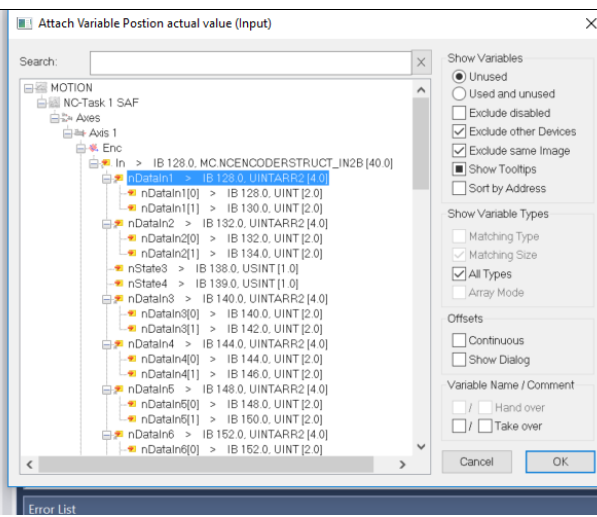 Attach Variable Postion actual value (Input)
Search:
MOTION
NC-Task 1 SAF
Axes
Axis 1
Enc
In > IB 128.0, MC.NCENCODERSTRUCT_IN2B [40.0]
nDataIn1 > IB 128.0, UINTARR2 [4.0]
nDataIn1[0] > IB 128.0, UINT [2.0]
nDataIn1[1] > IB 130.0, UINT [2.0]
nDataIn2 > IB 132.0, UINTARR2 [4.0]
nDataIn2[0] > IB 132.0, UINT [2.0]
nDataIn2[1] > IB 134.0, UINT [2.0]
nState3 > IB 138.0, USINT [1.0]
nState4 > IB 139.0, USINT [1.0]
nDataIn3 > IB 140.0, UINTARR2 [4.0]
nDataIn3[0] > IB 140.0, UINT [2.0]
nDataIn3[1] > IB 142.0, UINT [2.0]
nDataIn4 > IB 144.0, UINTARR2 [4.0]
nDataIn4[0] > IB 144.0, UINT [2.0]
nDataIn4[1] > IB 146.0, UINT [2.0]
nDataIn5 > IB 148.0, UINTARR2 [4.0]
nDataIn5[0] > IB 148.0, UINT [2.0]
nDataIn5[1] > IB 150.0, UINT [2.0]
nDataIn6 > IB 152.0, UINTARR2 [4.0]
nDataIn6[0] > IB 152.0, UINT [2.0]
Show Variables
Unused
Used and unused
Exclude disabled
Exclude other Devices
Exclude same Image
Show Tooltips
Sort by Address
Show Variable Types
Matching Type
Matching Size
All Types
Array Mode
Offsets
Continuous
Show Dialog
Variable Name / Comment
/ Hand over
/ Take over
Cancel
OK
Error List